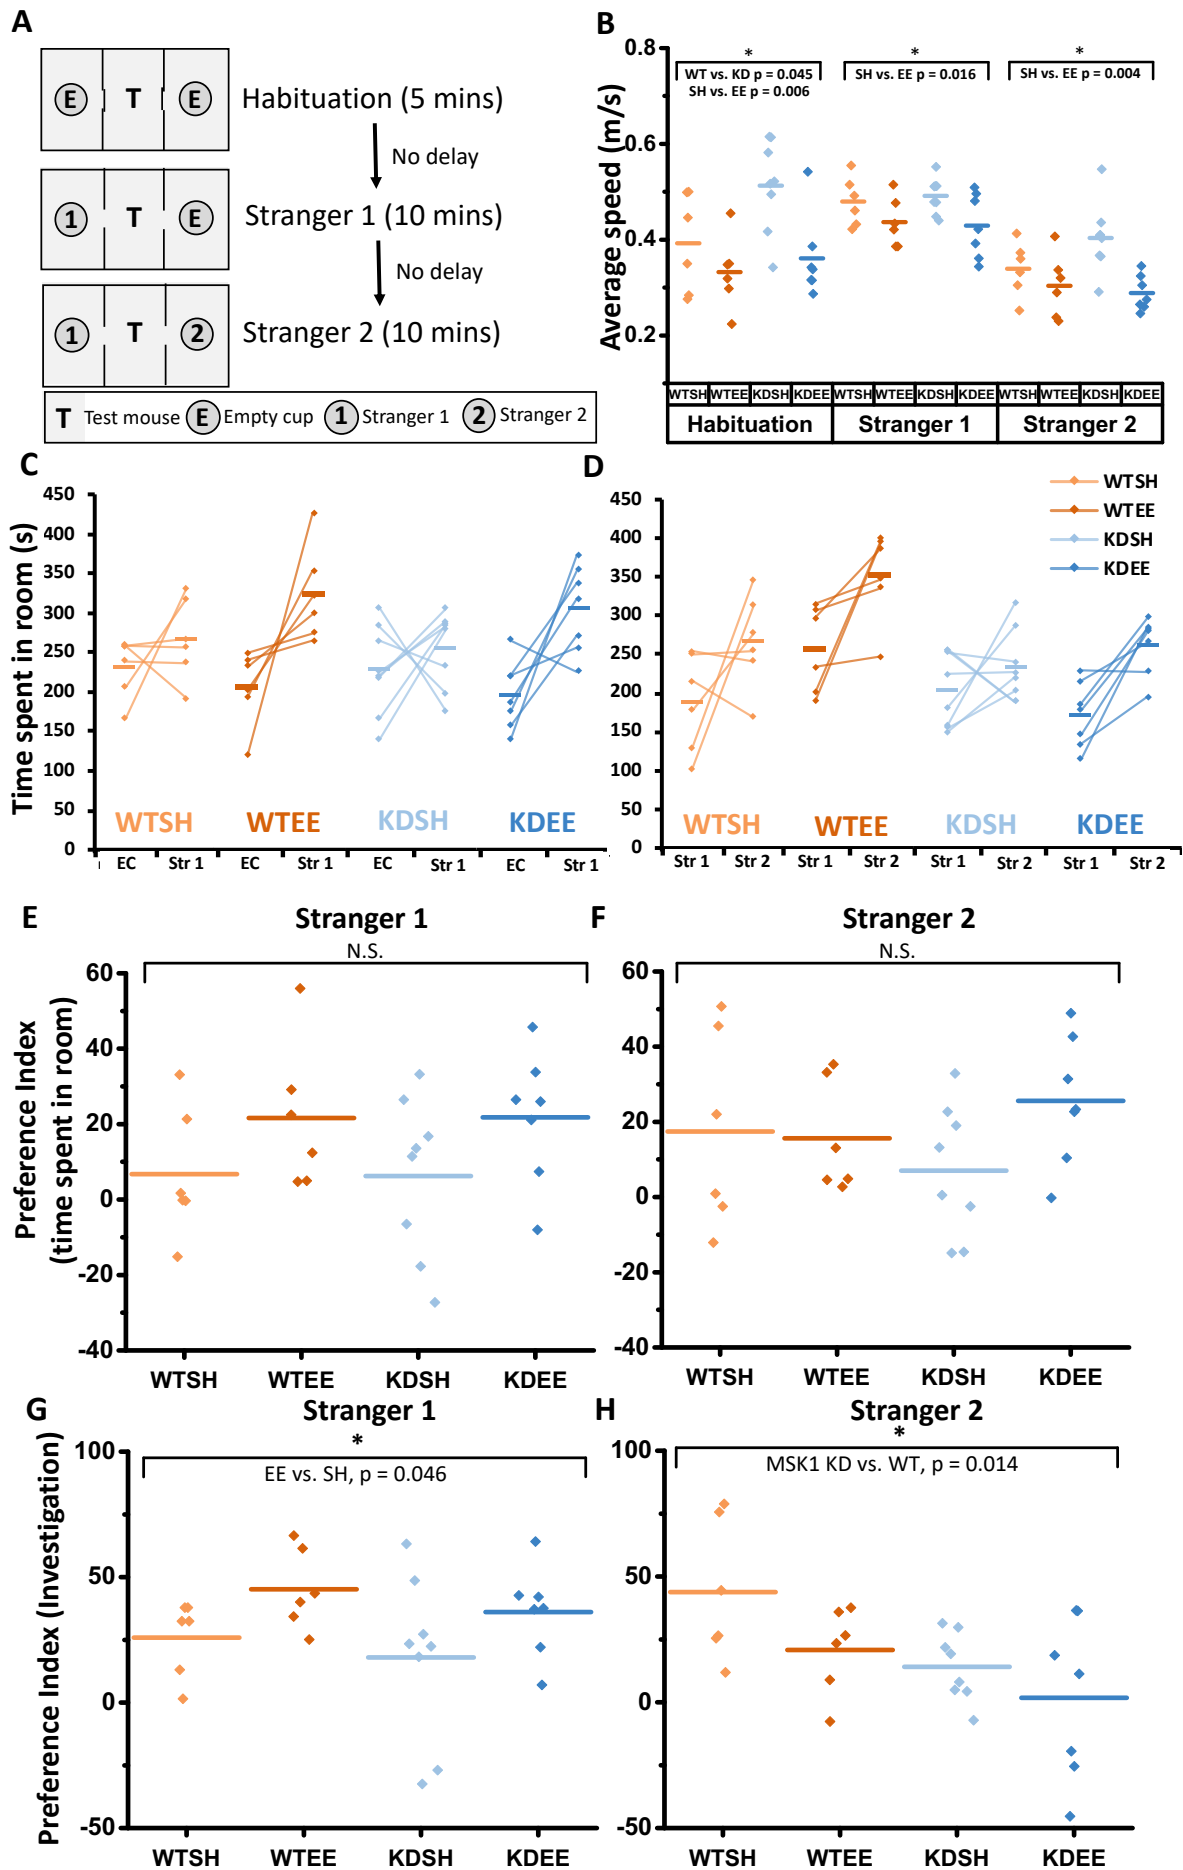 A
E T E Habituation (5 mins)
No delay
1 T E Stranger 1 (10 mins)
No delay
1 T 2 Stranger 2 (10 mins)
T Test mouse E Empty cup 1 Stranger 1 2 Stranger 2
B
Average speed (m/s)
0.8
0.6
0.4
0.2
* * *
WT vs. KD p = 0.045 SH vs. EE p = 0.016 SH vs. EE p = 0.004
SH vs. EE p = 0.006
WTSH WTEE KDSH KDEE WTSH WTEE KDSH KDEE WTSH WTEE KDSH KDEE
Habituation Stranger 1 Stranger 2
C
Time spent in room (s)
450
400
350
300
250
200
150
100
50
0
WTSH WTEE KDSH KDEE
EC Str 1 EC Str 1 EC Str 1 EC Str 1
D
WTSH
WTEE
KDSH
KDEE
450
400
350
300
250
200
150
100
50
0
WTSH WTEE KDSH KDEE
Str 1 Str 2 Str 1 Str 2 Str 1 Str 2 Str 1 Str 2
E Stranger 1
N.S.
Preference Index
(time spent in room)
60
40
20
0
-20
-40
WTSH WTEE KDSH KDEE
F Stranger 2
N.S.
60
40
20
0
-20
-40
WTSH WTEE KDSH KDEE
G Stranger 1
*
EE vs. SH, p = 0.046
Preference Index (Investigation)
100
50
0
-50
WTSH WTEE KDSH KDEE
H Stranger 2
*
MSK1 KD vs. WT, p = 0.014
100
50
0
-50
WTSH WTEE KDSH KDEE